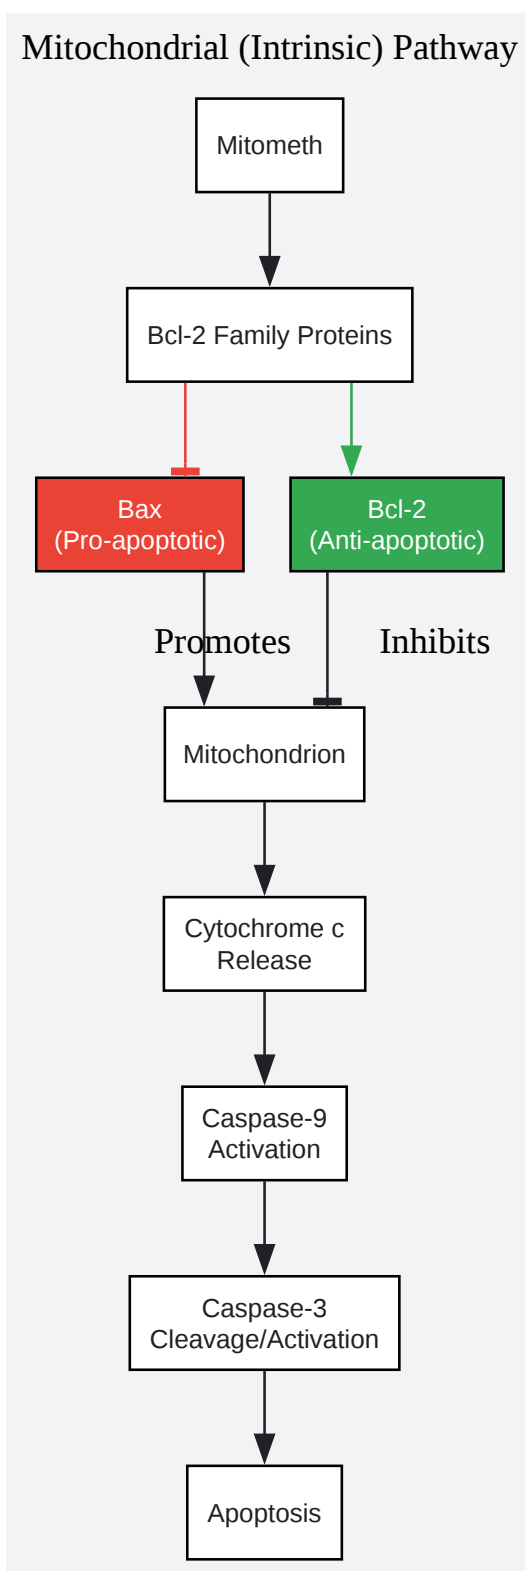 Mitochondrial (Intrinsic) Pathway
Mitometh
Bcl-2 Family Proteins
Bax
(Pro-apoptotic)
Bcl-2
(Anti-apoptotic)
Promotes
Inhibits
Mitochondrion
Cytochrome c
Release
Caspase-9
Activation
Caspase-3
Cleavage/Activation
Apoptosis